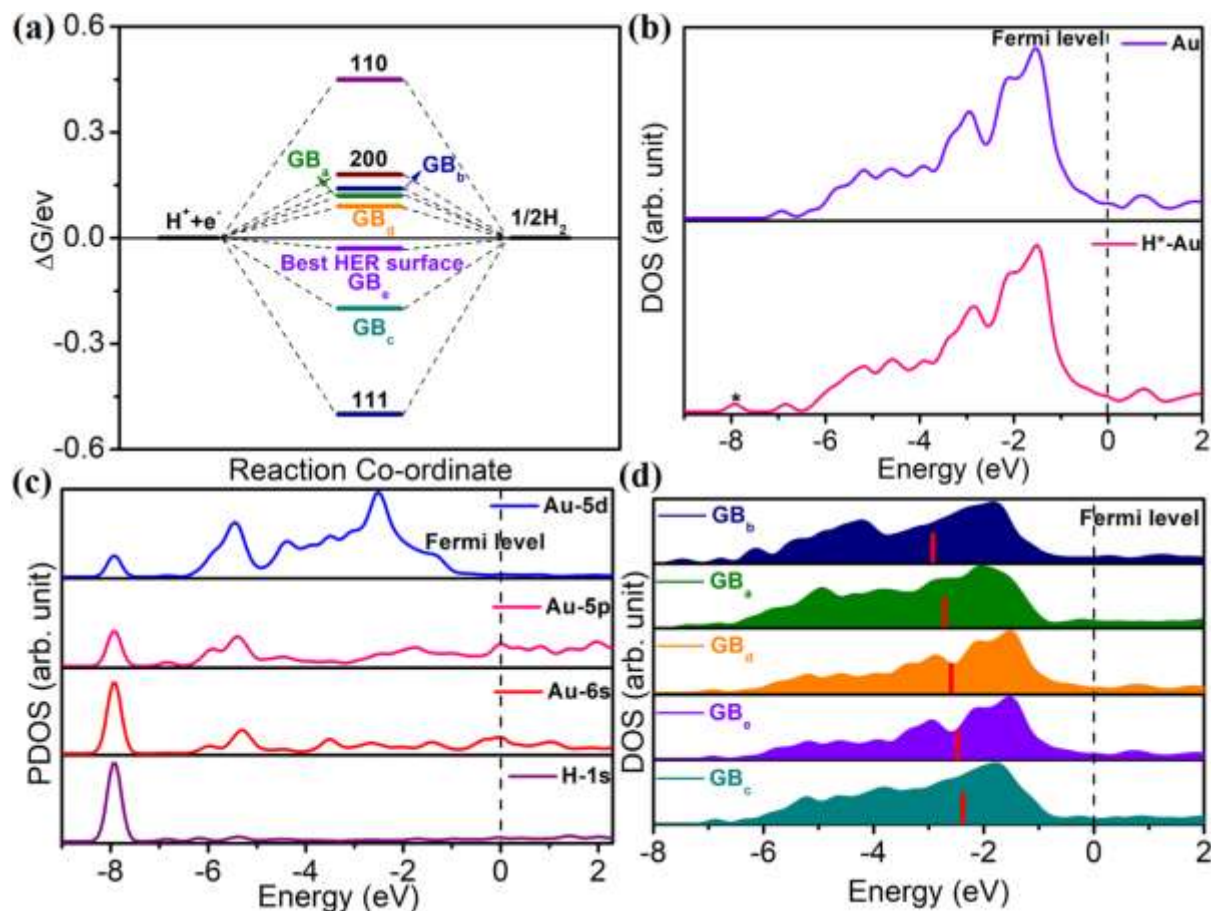 (a)
ΔG/ev
0.6
0.3
0.0
-0.3
-0.6
110
200
GBa
GBb
GBd
H⁺+e⁻
1/2H₂
Best HER surface
GBe
GBc
111
Reaction Co-ordinate
(b)
DOS (arb. unit)
Fermi level
Au
H*-Au
*
-8 -6 -4 -2 0 2
Energy (eV)
(c)
PDOS (arb. unit)
Au-5d
Fermi level
Au-5p
Au-6s
H-1s
-8 -6 -4 -2 0 2
Energy (eV)
(d)
DOS (arb. unit)
GBb
Fermi level
GBa
GBd
GBe
GBc
-8 -6 -4 -2 0 2
Energy (eV)